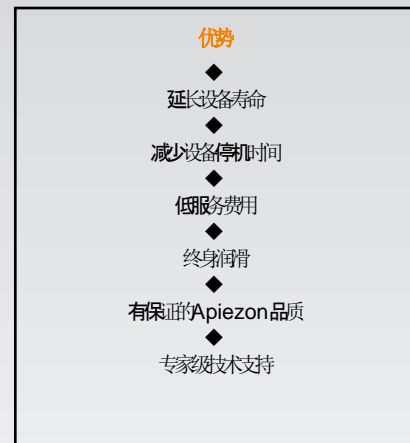 优势
◆
延长设备寿命
◆
减少设备停机时间
◆
低服务费用
◆
终身润滑
◆
有保证的Apiezon品质
◆
专家级技术支持